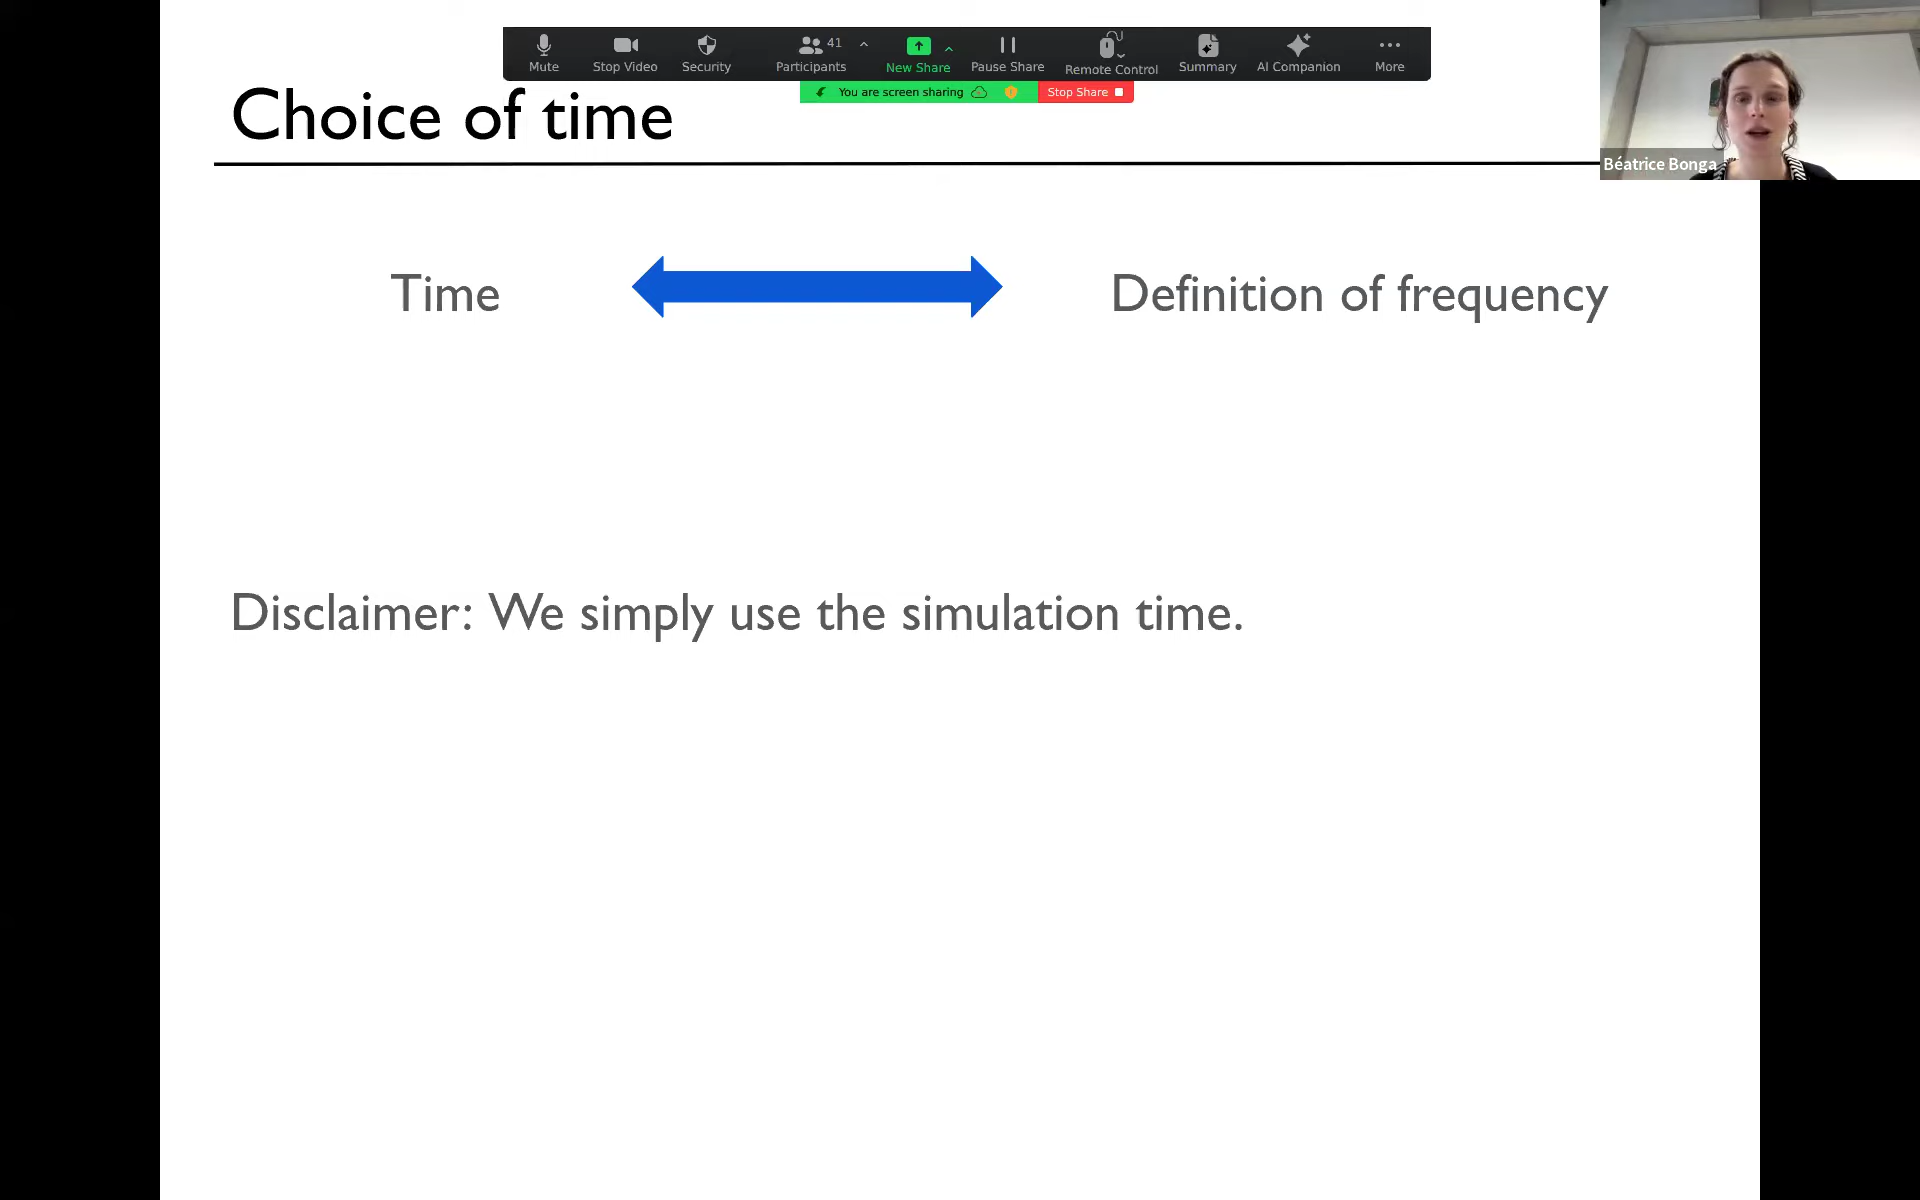 Mute
Stop Video
Security
Participants
41
New Share
Pause Share
Remote Control
Summary
AI Companion
More
You are screen sharing
Stop Share
Choice of time
Béatrice Bonga
Time
Definition of frequency
Disclaimer: We simply use the simulation time.